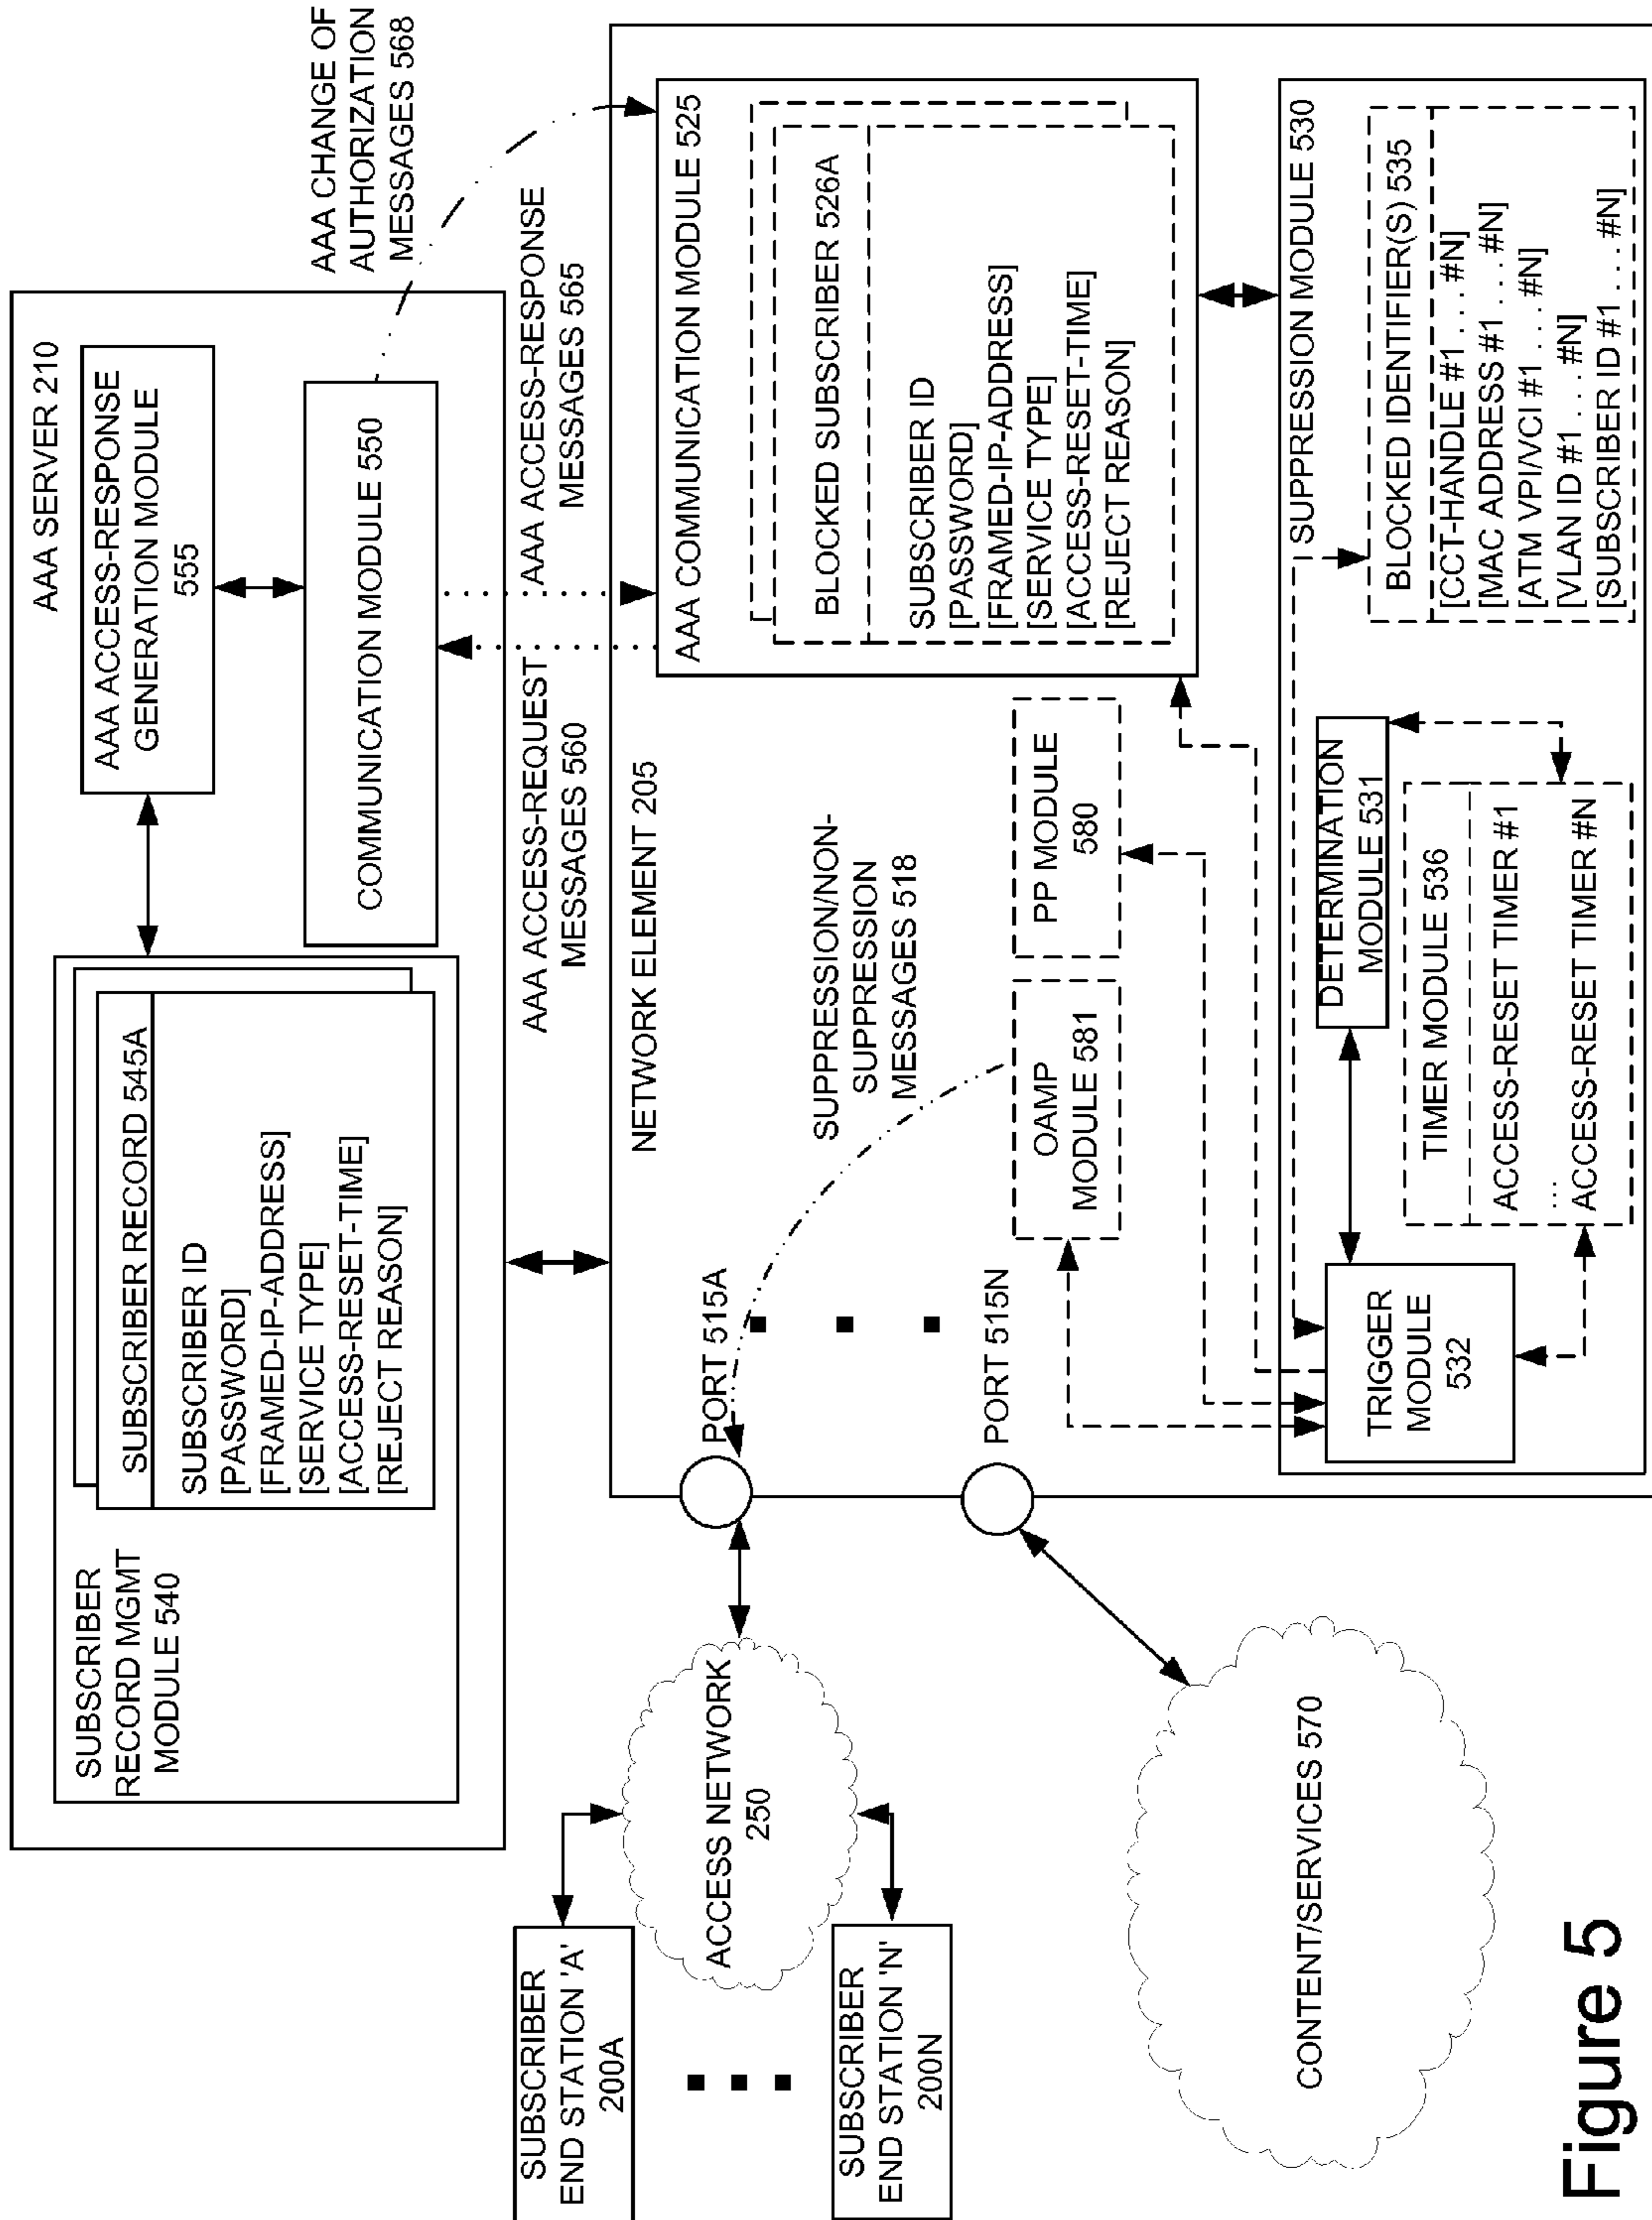 AAA SERVER 210
SUBSCRIBER
RECORD MGMT
MODULE 540
SUBSCRIBER RECORD 545A
SUBSCRIBER ID
[PASSWORD]
[FRAMED-IP-ADDRESS]
[SERVICE TYPE]
[ACCESS-RESET-TIME]
[REJECT REASON]
AAA ACCESS-RESPONSE
GENERATION MODULE
555
COMMUNICATION MODULE 550
AAA CHANGE OF
AUTHORIZATION
MESSAGES 568
AAA ACCESS-REQUEST
MESSAGES 560
AAA ACCESS-RESPONSE
MESSAGES 565
SUBSCRIBER
END STATION 'A'
200A
SUBSCRIBER
END STATION 'N'
200N
ACCESS NETWORK
250
CONTENT/SERVICES 570
NETWORK ELEMENT 205
PORT 515A
PORT 515N
SUPPRESSION/NON-
SUPPRESSION
MESSAGES 518
OAMP
MODULE 581
PP MODULE
580
AAA COMMUNICATION MODULE 525
BLOCKED SUBSCRIBER 526A
SUBSCRIBER ID
[PASSWORD]
[FRAMED-IP-ADDRESS]
[SERVICE TYPE]
[ACCESS-RESET-TIME]
[REJECT REASON]
SUPPRESSION MODULE 530
TRIGGER
MODULE
532
DETERMINATION
MODULE 531
TIMER MODULE 536
ACCESS-RESET TIMER #1
...
ACCESS-RESET TIMER #N
BLOCKED IDENTIFIER(S) 535
[CCT-HANDLE #1 . . . #N]
[MAC ADDRESS #1 . . . #N]
[ATM VPI/VCI #1 . . . #N]
[VLAN ID #1 . . . #N]
[SUBSCRIBER ID #1 . . . #N]
Figure 5